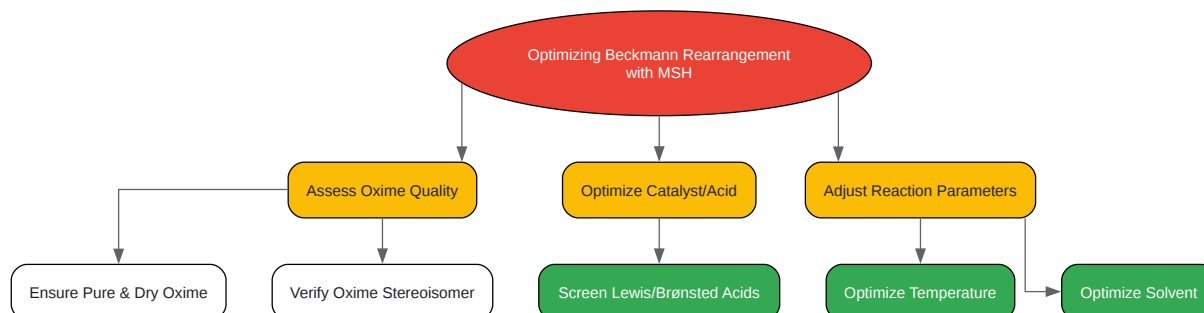 Optimizing Beckmann Rearrangement
with MSH
Assess Oxime Quality
Optimize Catalyst/Acid
Adjust Reaction Parameters
Ensure Pure & Dry Oxime
Verify Oxime Stereoisomer
Screen Lewis/Brønsted Acids
Optimize Temperature
Optimize Solvent